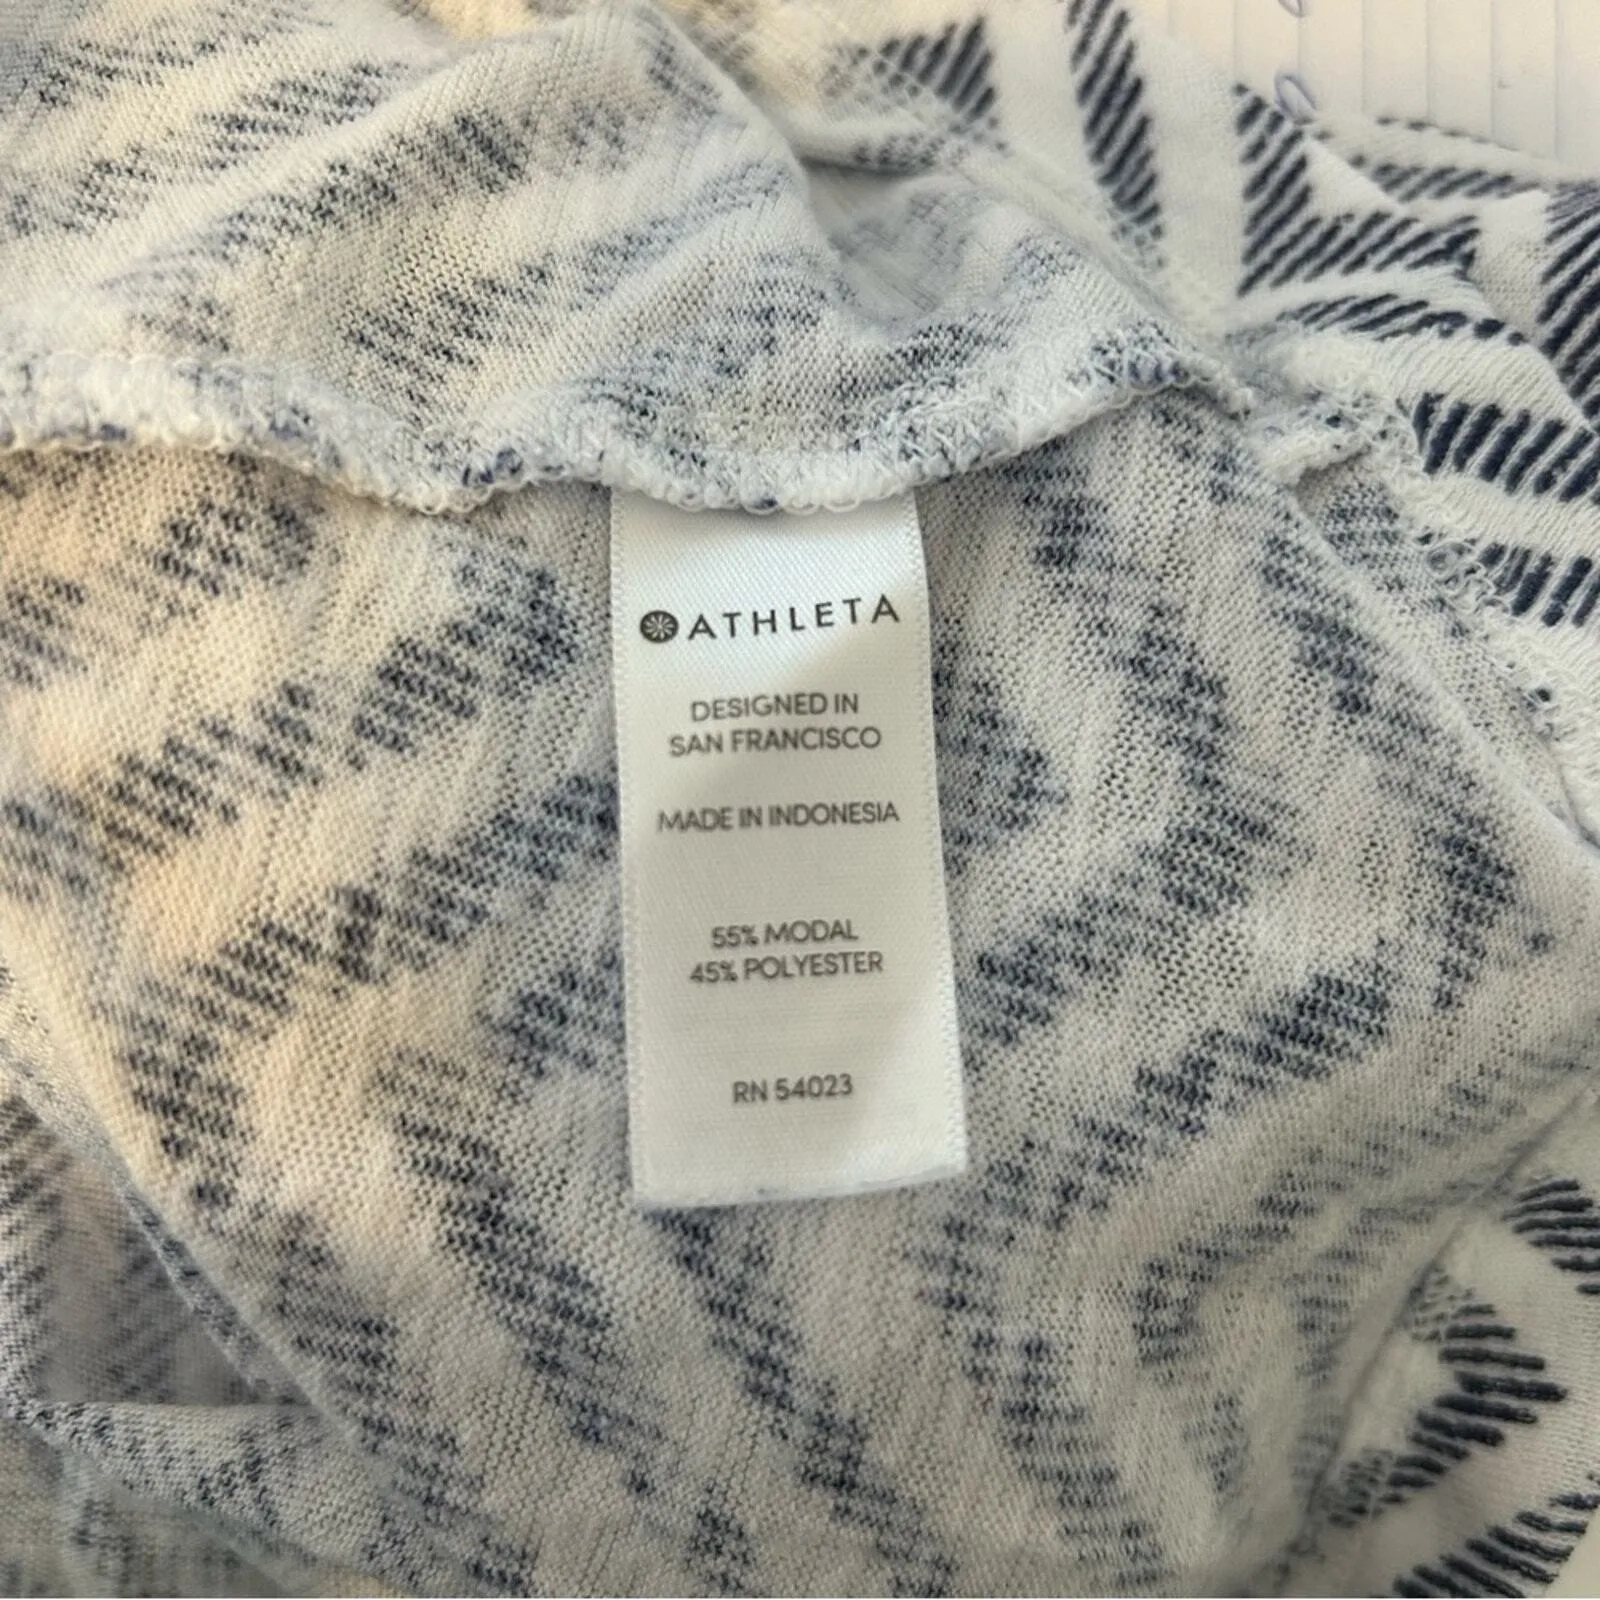 ATHLETA
DESIGNED IN
SAN FRANCISCO
MADE IN INDONESIA
55% MODAL
45% POLYESTER
RN 54023